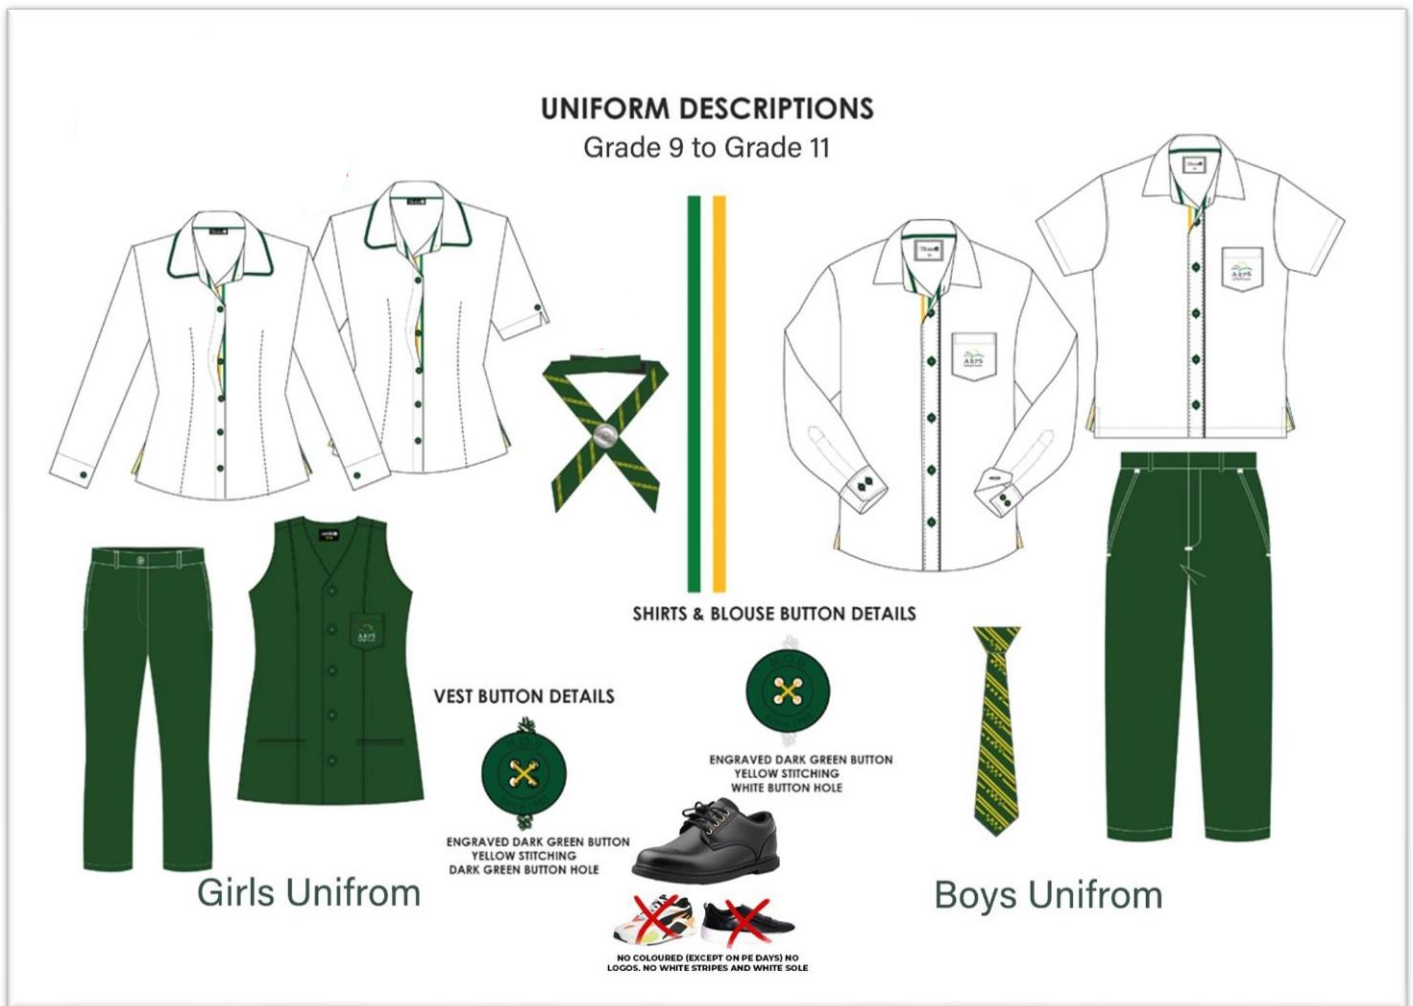 UNIFORM DESCRIPTIONS
Grade 9 to Grade 11
SHIRTS & BLOUSE BUTTON DETAILS
VEST BUTTON DETAILS
ENGRAVED DARK GREEN BUTTON
YELLOW STITCHING
WHITE BUTTON HOLE
ENGRAVED DARK GREEN BUTTON
YELLOW STITCHING
DARK GREEN BUTTON HOLE
Girls Unifrom
Boys Unifrom
NO COLOURED (EXCEPT ON PE DAYS) NO
LOGOS. NO WHITE STRIPES AND WHITE SOLE